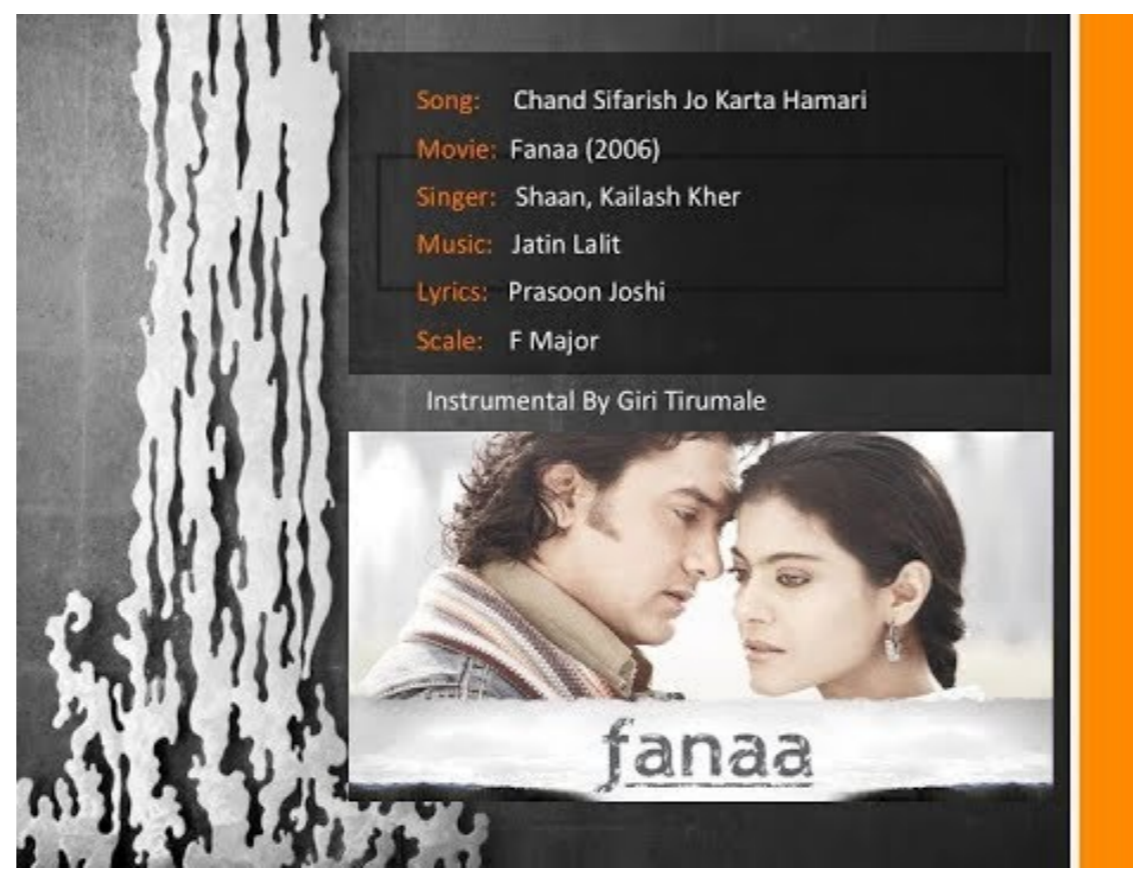 Song: Chand Sifarish Jo Karta Hamari
Movie: Fanaa (2006)
Singer: Shaan, Kailash Kher
Music: Jatin Lalit
Lyrics: Prasoon Joshi
Scale: F Major
Instrumental By Giri Tirumale
fanaa